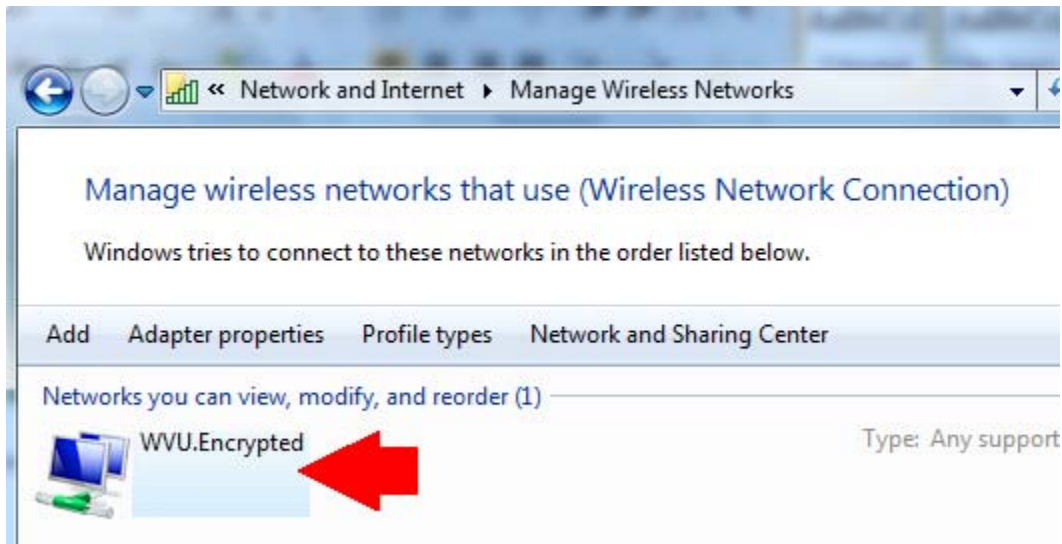 « Network and Internet ▸ Manage Wireless Networks
Manage wireless networks that use (Wireless Network Connection)
Windows tries to connect to these networks in the order listed below.
Add Adapter properties Profile types Network and Sharing Center
Networks you can view, modify, and reorder (1)
WVU.Encrypted Type: Any support